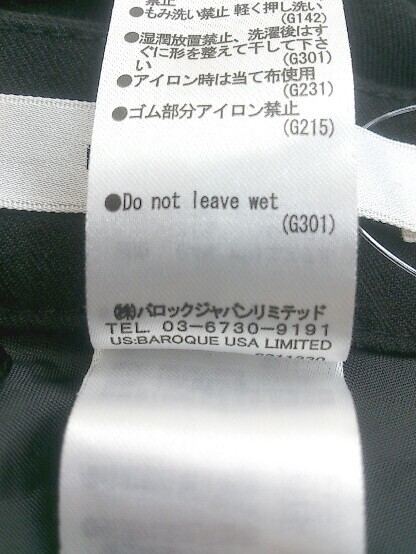 禁止
●もみ洗い禁止 軽く押し洗い
(G142)
●湿潤放置禁止、洗濯後はす
ぐに形を整えて干して下さ
い
(G301)
●アイロン時は当て布使用
(G231)
●ゴム部分アイロン禁止
(G215)
●Do not leave wet
(G301)
㈱バロックジャパンリミテッド
TEL. 03-6730-9191
US:BAROQUE USA LIMITED